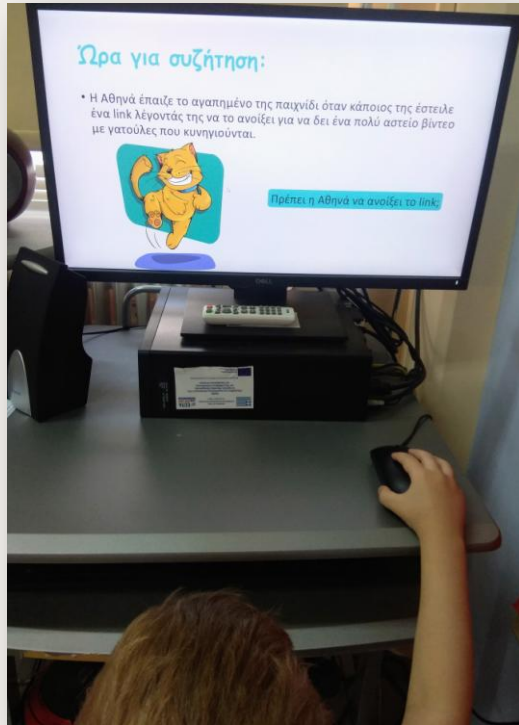 Ώρα για συζήτηση:
• Η Αθηνά έπαιζε το αγαπημένο της παιχνίδι όταν κάποιος της έστειλε
ένα link λέγοντάς της να το ανοίξει για να δει ένα πολύ αστείο βίντεο
με γατούλες που κυνηγιούνται.
Πρέπει η Αθηνά να ανοίξει το link;
DELL